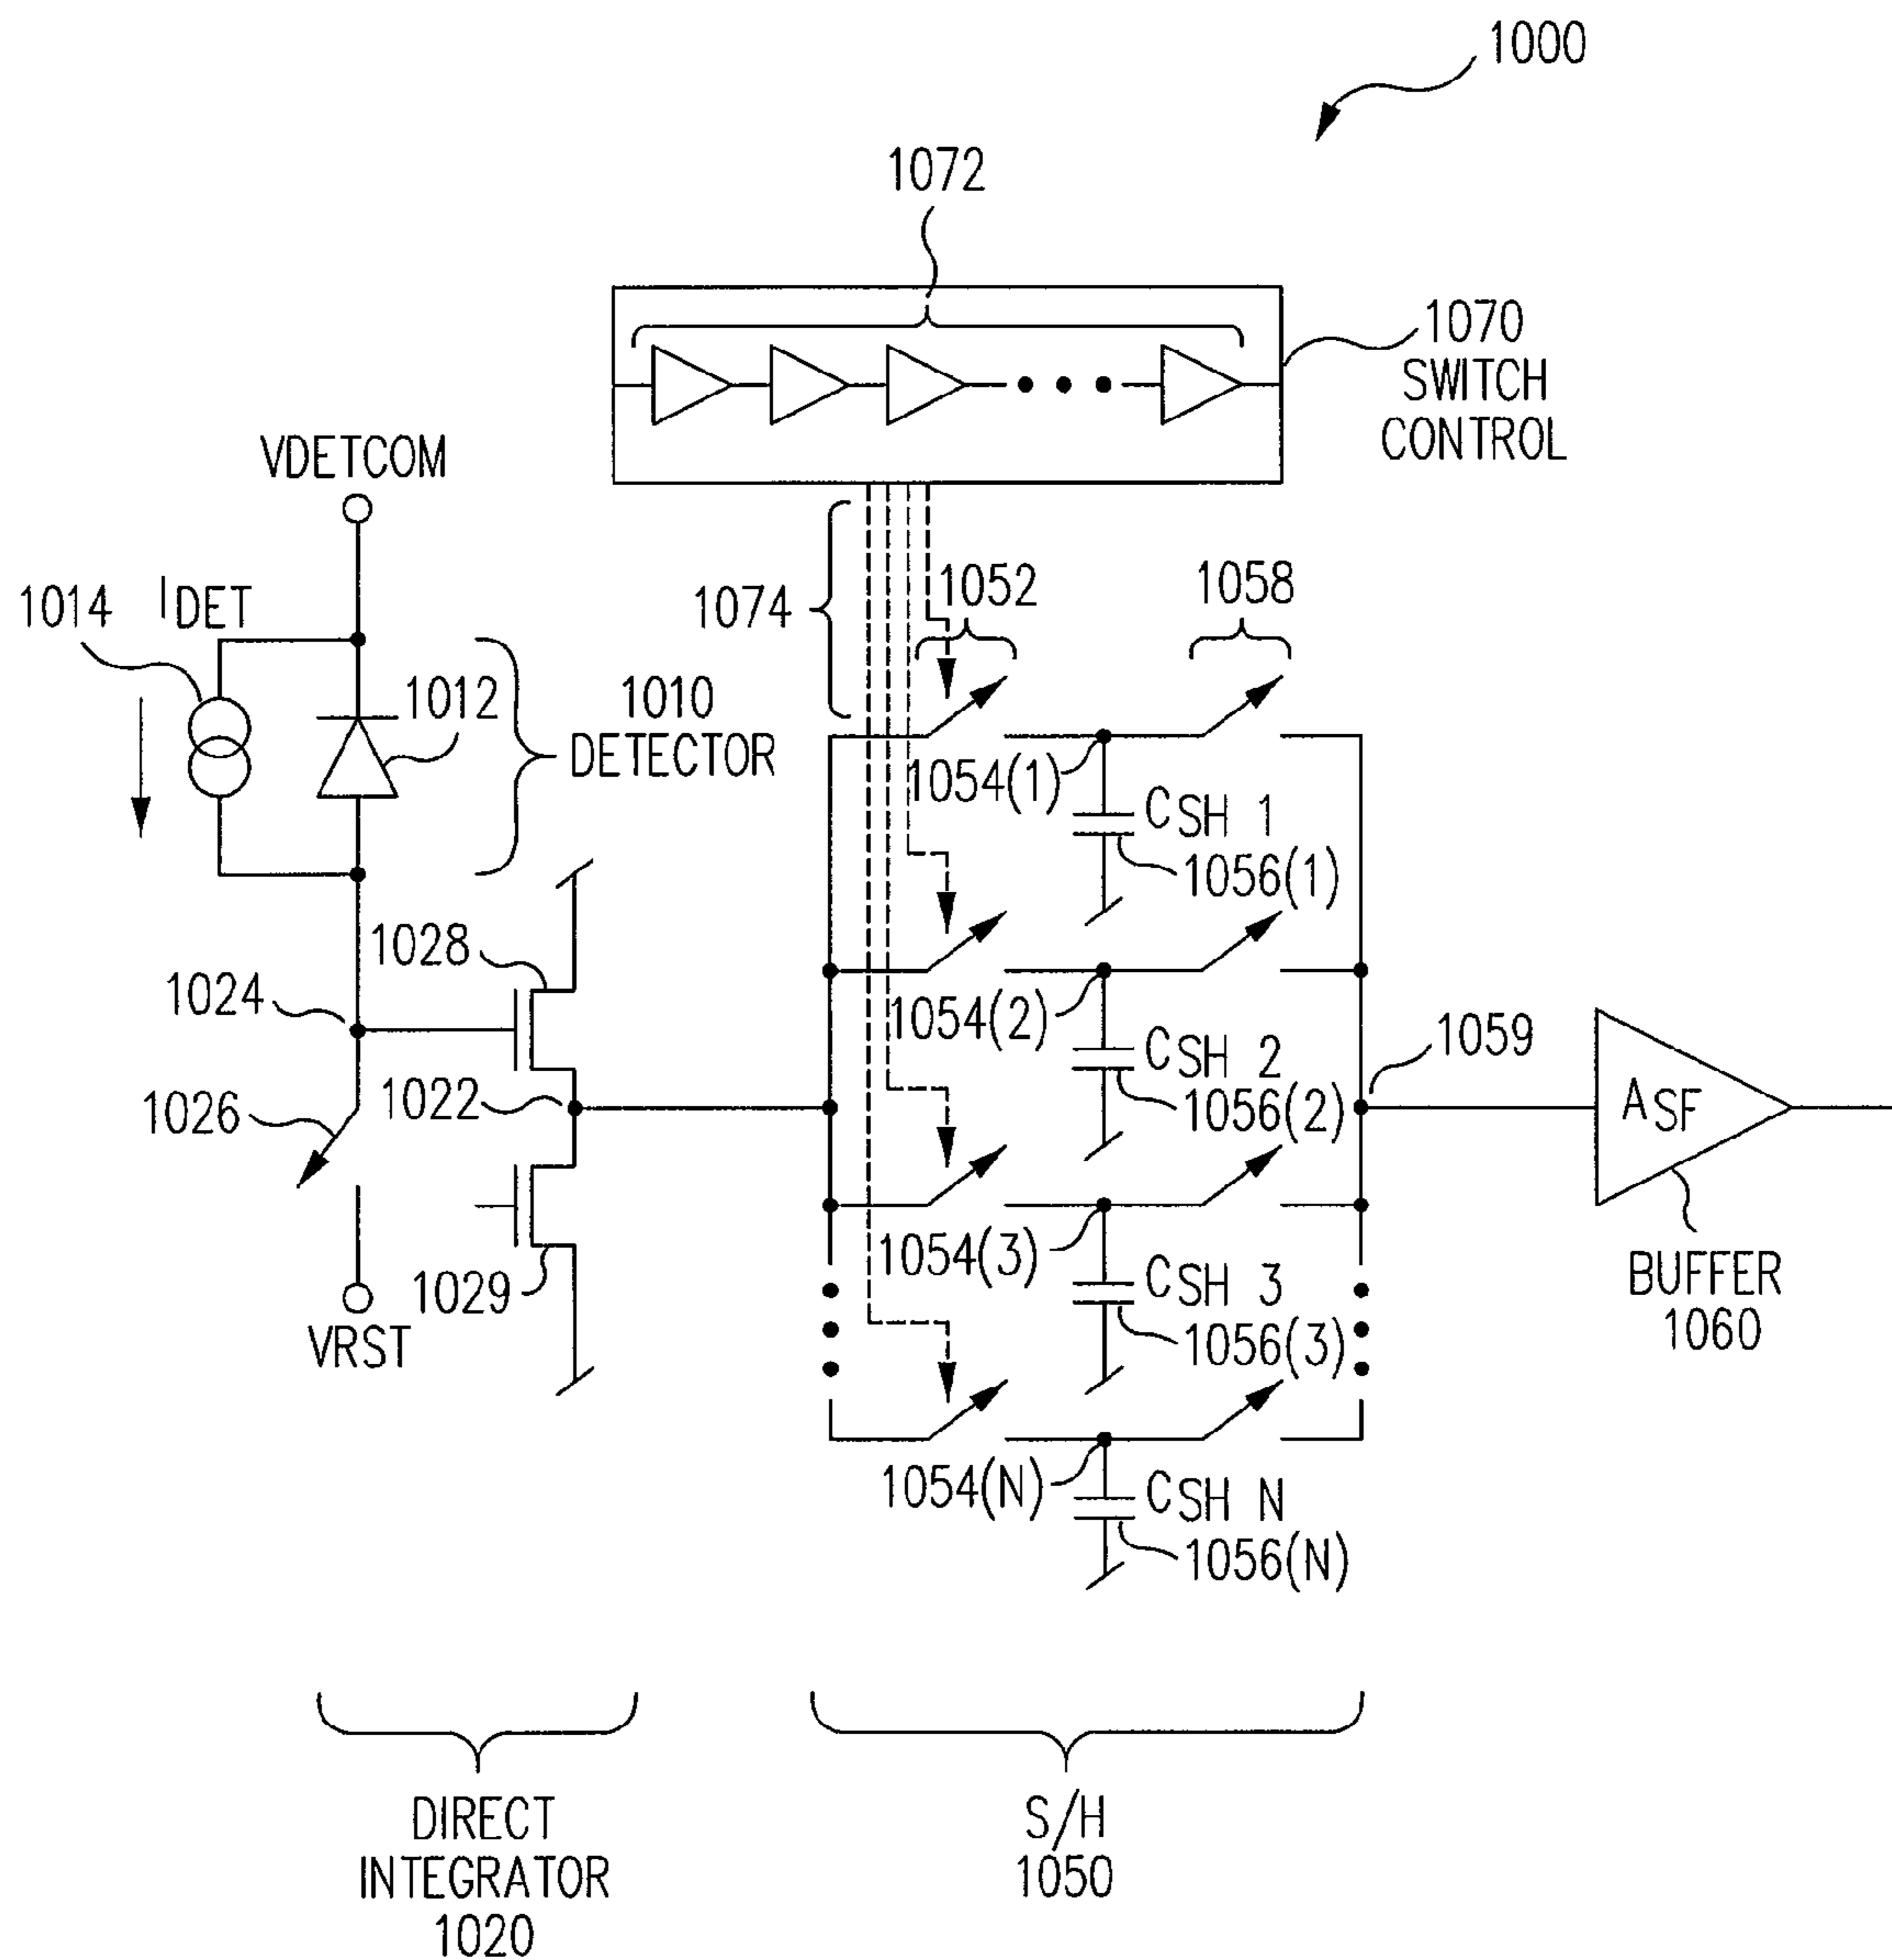 1000
1072
1070
SWITCH
CONTROL
VDETCOM
1014 IDET
1074
1052
1058
1012
1010
DETECTOR
1054(1)
CSH 1
1056(1)
1028
1024
1054(2)
CSH 2
1056(2)
1059
1026
1022
ASF
1054(3)
CSH 3
1056(3)
1029
VRST
BUFFER
1060
1054(N)
CSH N
1056(N)
DIRECT
INTEGRATOR
1020
S/H
1050